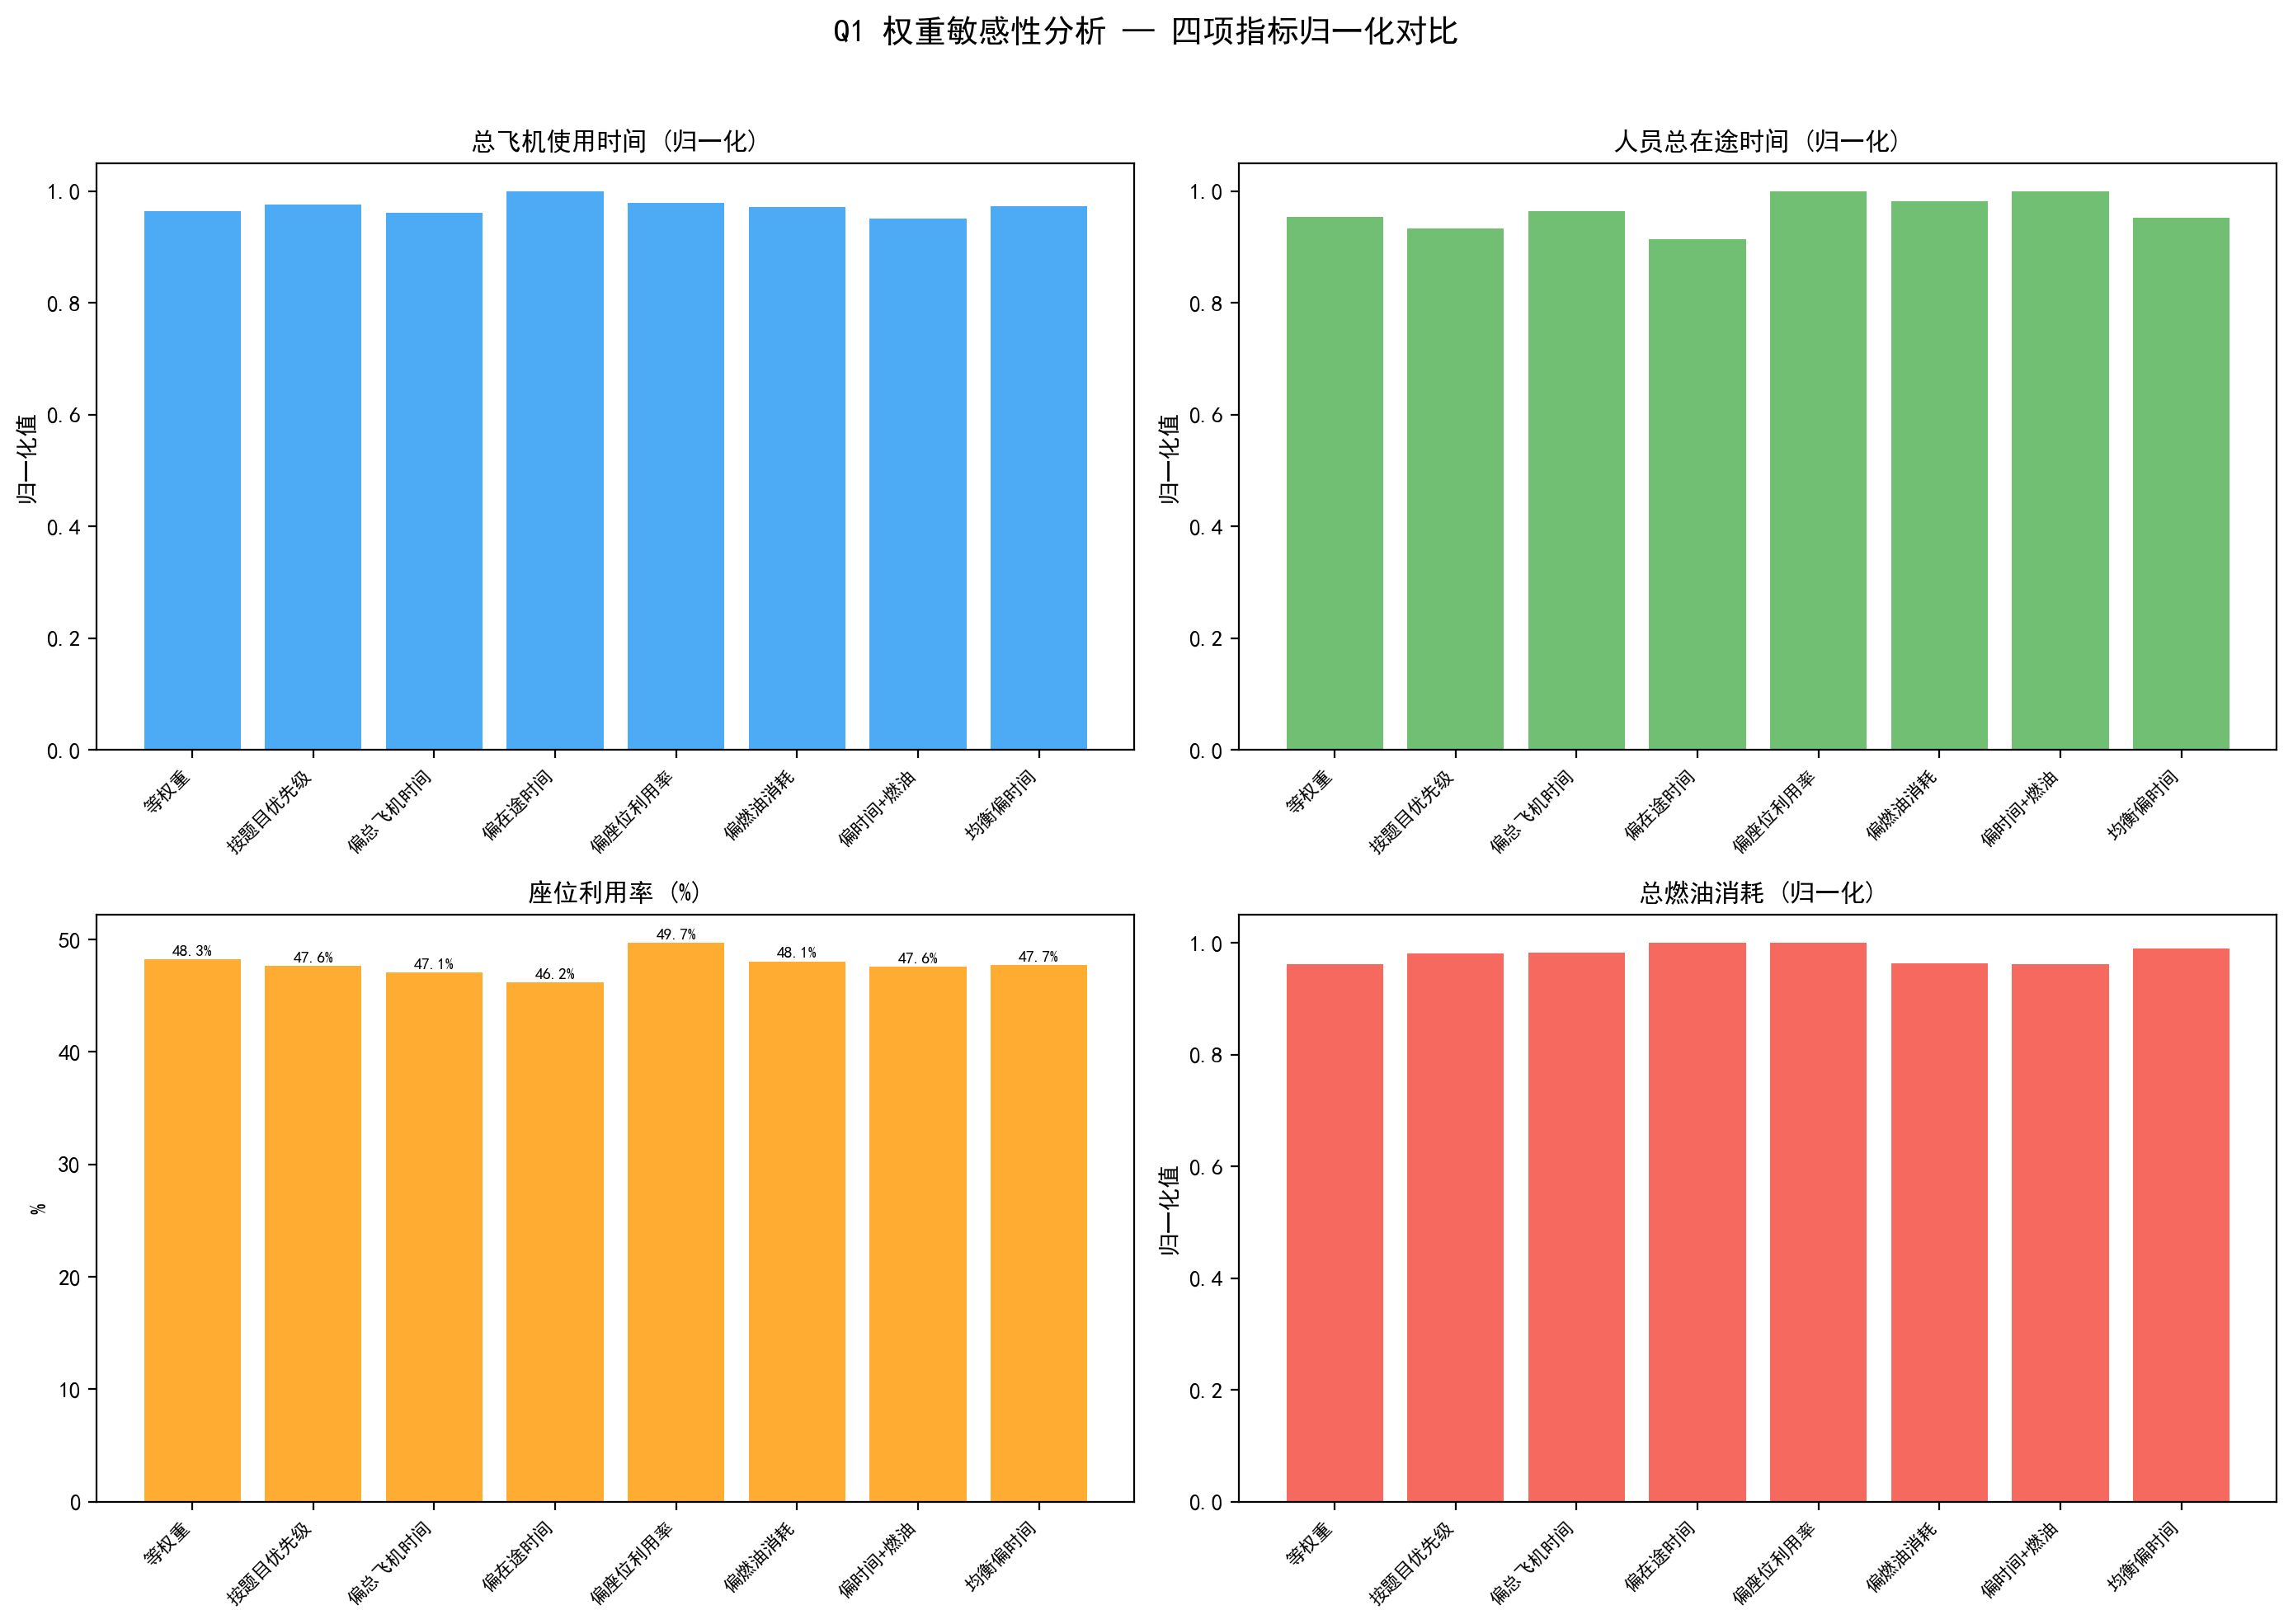 Q1 权重敏感性分析 — 四项指标归一化对比
总飞机使用时间 (归一化)
归一化值
1.0
0.8
0.6
0.4
0.2
0.0
等权重
按题目优先级
偏总飞机时间
偏在途时间
偏座位利用率
偏燃油消耗
偏时间+燃油
均衡偏时间
人员总在途时间 (归一化)
归一化值
1.0
0.8
0.6
0.4
0.2
0.0
等权重
按题目优先级
偏总飞机时间
偏在途时间
偏座位利用率
偏燃油消耗
偏时间+燃油
均衡偏时间
座位利用率 (%)
%
50
40
30
20
10
0
48.3%
47.6%
47.1%
46.2%
49.7%
48.1%
47.6%
47.7%
等权重
按题目优先级
偏总飞机时间
偏在途时间
偏座位利用率
偏燃油消耗
偏时间+燃油
均衡偏时间
总燃油消耗 (归一化)
归一化值
1.0
0.8
0.6
0.4
0.2
0.0
等权重
按题目优先级
偏总飞机时间
偏在途时间
偏座位利用率
偏燃油消耗
偏时间+燃油
均衡偏时间